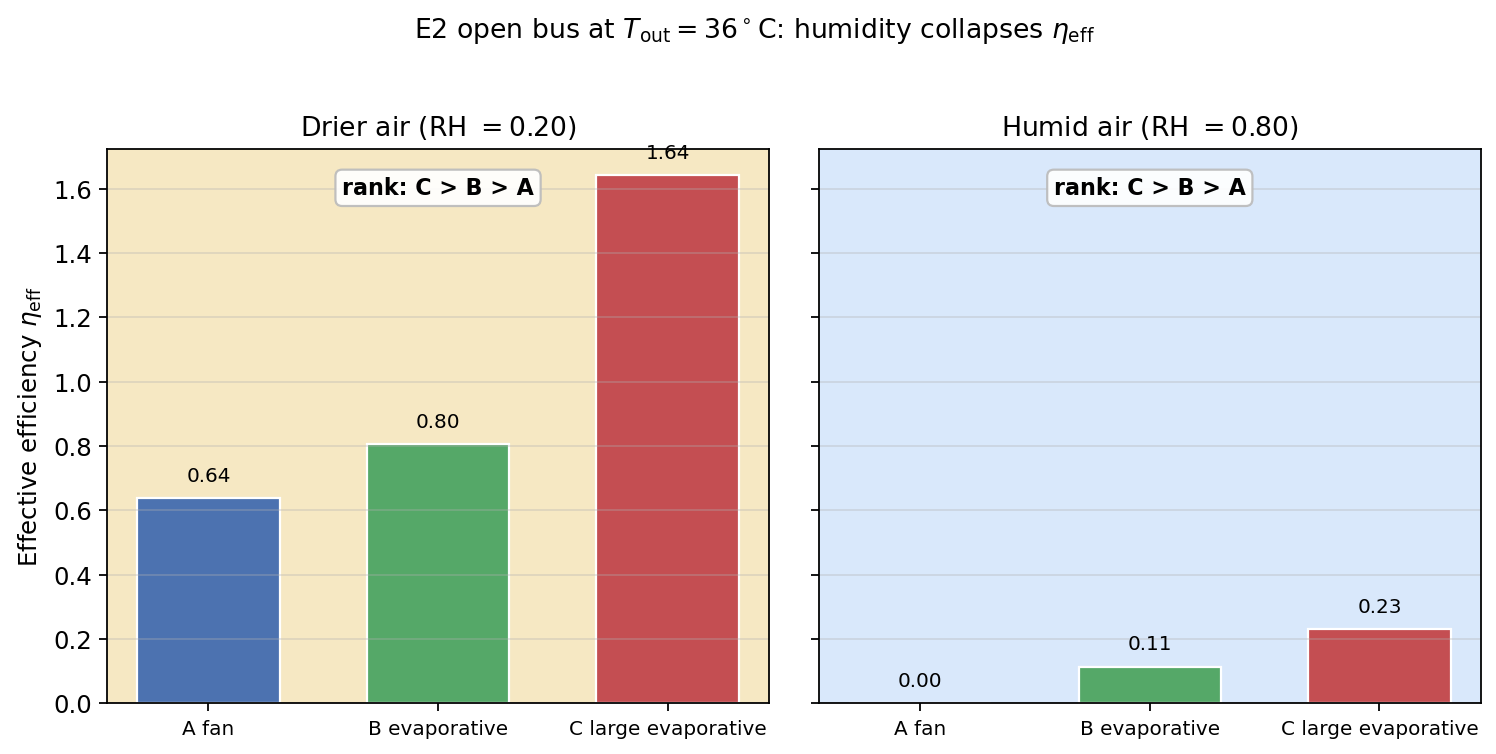 E2 open bus at T_out = 36°C: humidity collapses η_eff
Drier air (RH = 0.20)
Effective efficiency η_eff
1.6
1.4
1.2
1.0
0.8
0.6
0.4
0.2
0.0
rank: C > B > A
0.64
0.80
1.64
A fan
B evaporative
C large evaporative
Humid air (RH = 0.80)
rank: C > B > A
0.00
0.11
0.23
A fan
B evaporative
C large evaporative